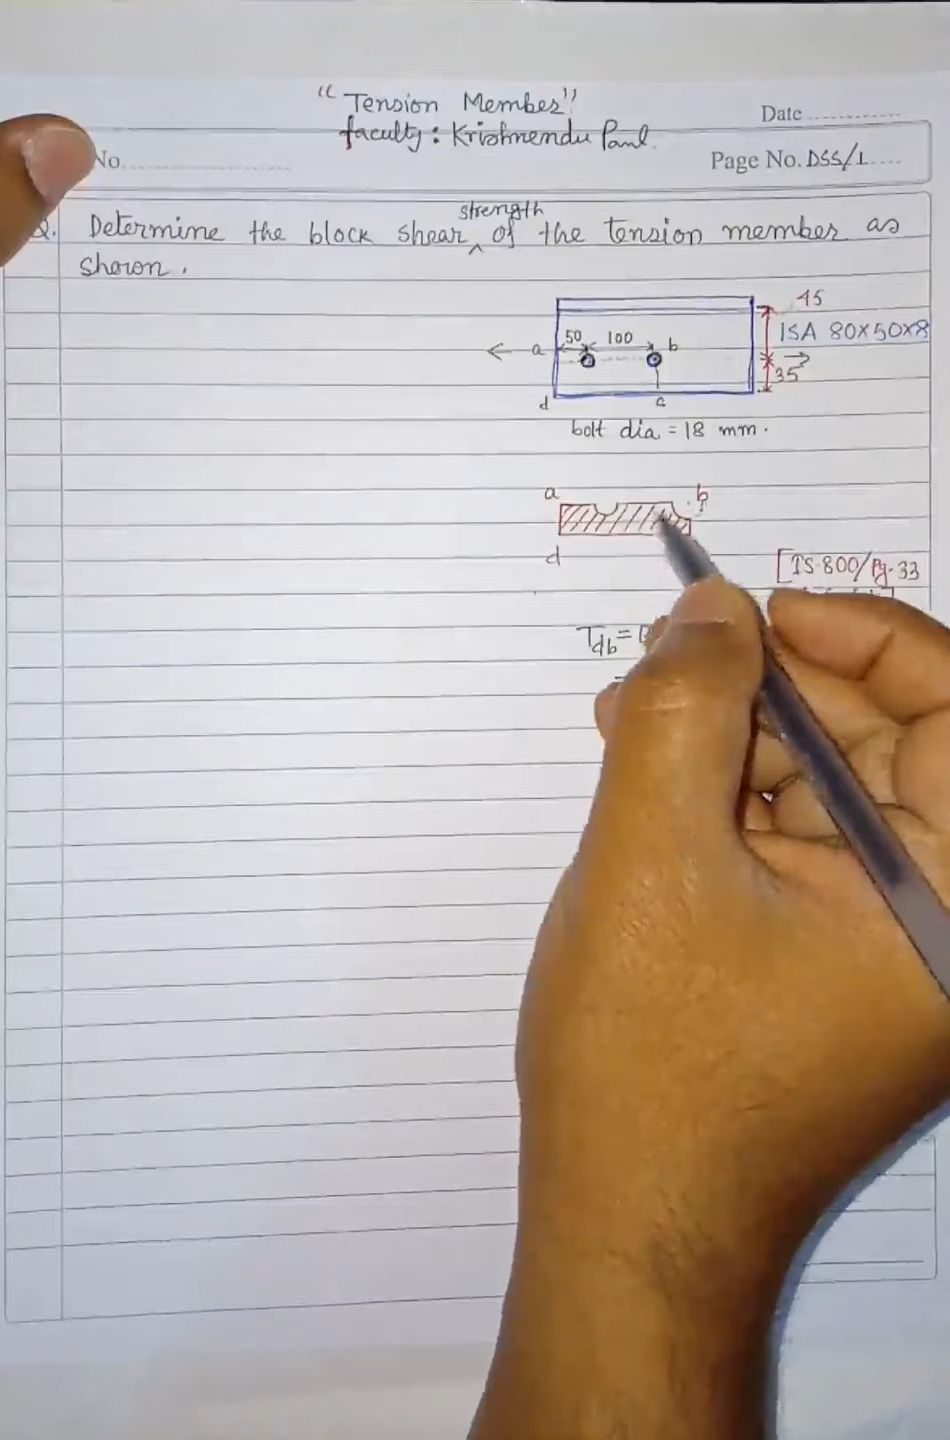 "Tension Member"
faculty: Krishnendu Paul.
Date
No.
Page No. DSS/1
Q. Determine the block shear strength of the tension member as
shown.
45
50 100
ISA 80X50X8
a b
35
d c
bolt dia = 18 mm.
a b
d
[IS-800/Pg-33
Tdb =